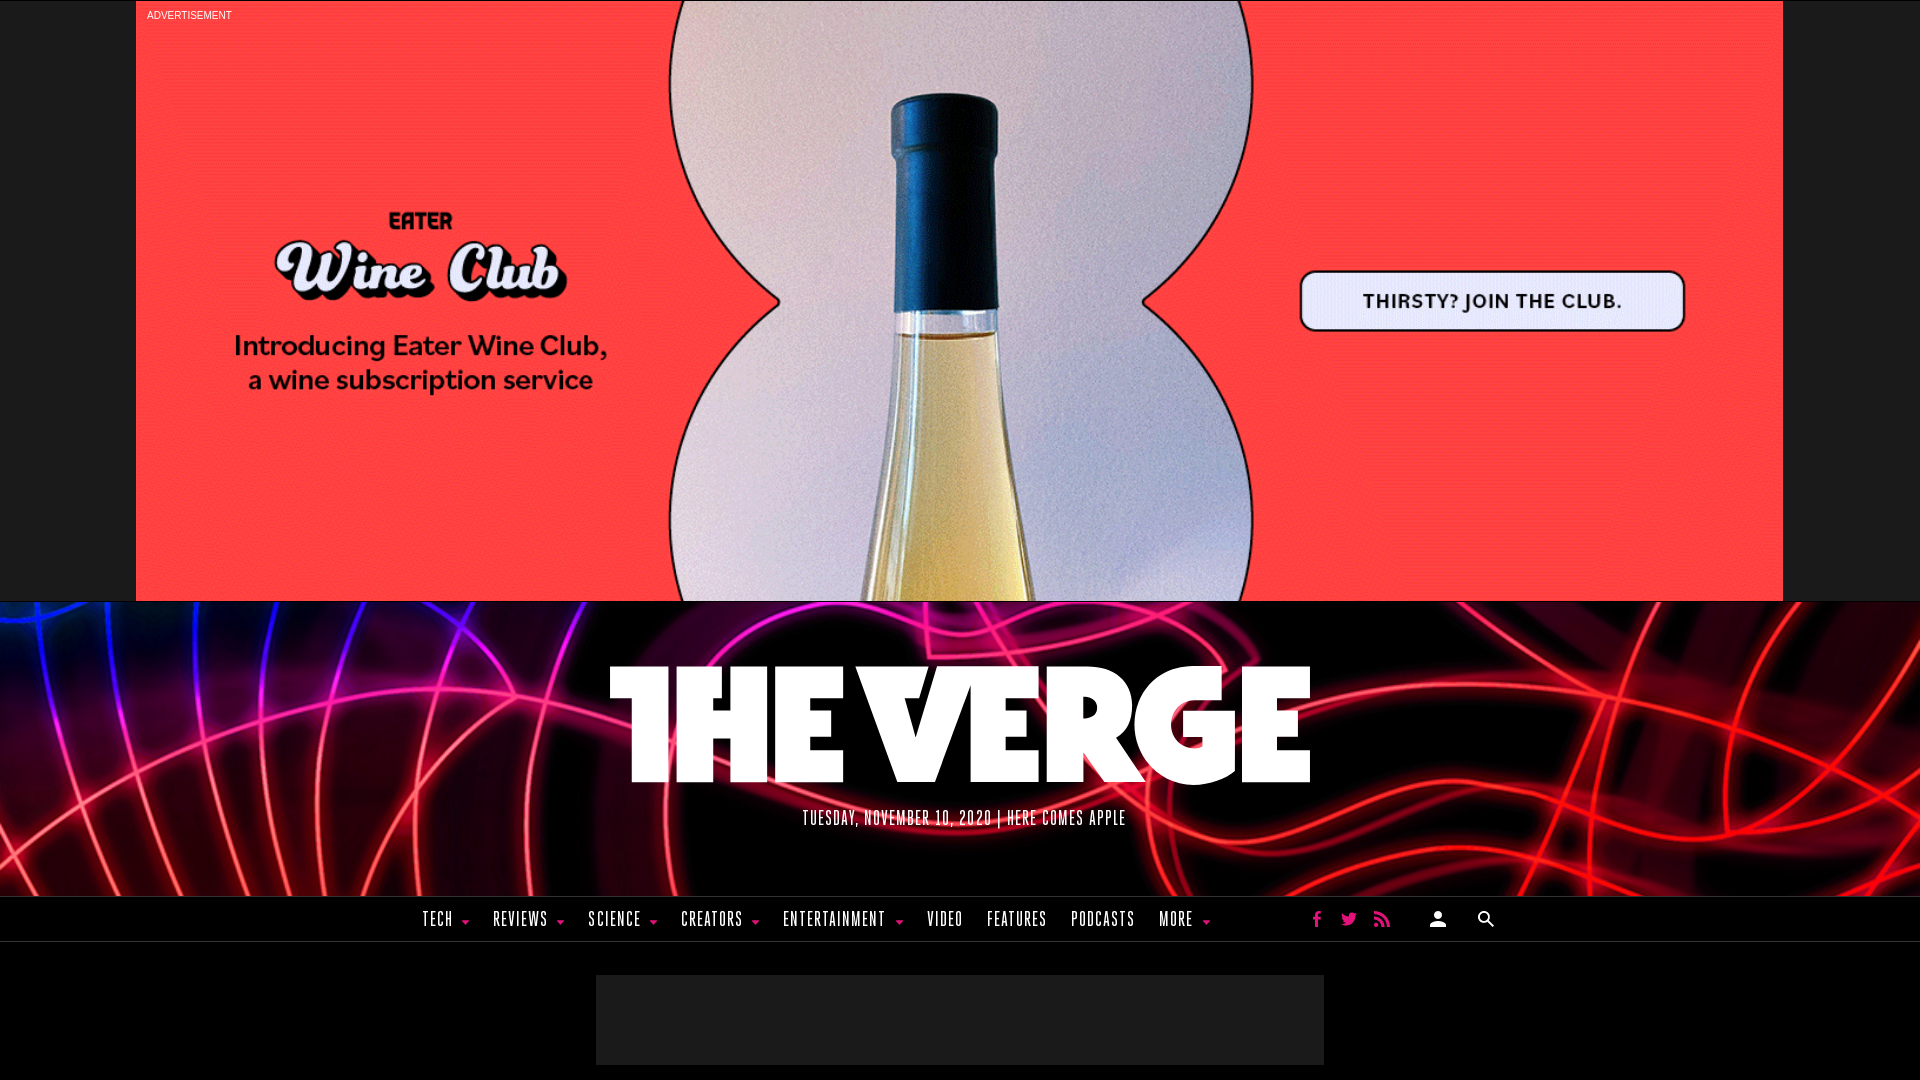 ADVERTISEMENT
EATER
Wine Club
Introducing Eater Wine Club,
a wine subscription service
THIRSTY? JOIN THE CLUB.
THE VERGE
TUESDAY, NOVEMBER 10, 2020 | HERE COMES APPLE
TECH REVIEWS SCIENCE CREATORS ENTERTAINMENT VIDEO FEATURES PODCASTS MORE